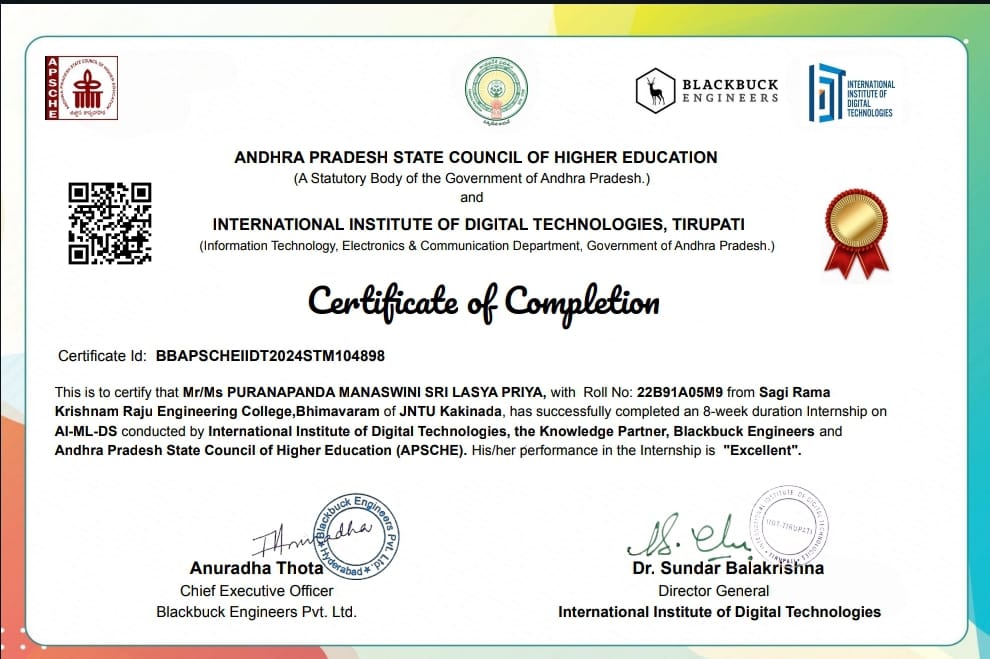 APSCHE
ANDHRA PRADESH STATE COUNCIL OF HIGHER EDUCATION
BLACKBUCK
ENGINEERS
INTERNATIONAL
INSTITUTE OF
DIGITAL
TECHNOLOGIES
ANDHRA PRADESH STATE COUNCIL OF HIGHER EDUCATION
(A Statutory Body of the Government of Andhra Pradesh.)
and
INTERNATIONAL INSTITUTE OF DIGITAL TECHNOLOGIES, TIRUPATI
(Information Technology, Electronics & Communication Department, Government of Andhra Pradesh.)
Certificate of Completion
Certificate Id: BBAPSCHEIIDT2024STM104898
This is to certify that Mr/Ms PURANAPANDA MANASWINI SRI LASYA PRIYA, with Roll No: 22B91A05M9 from Sagi Rama
Krishnam Raju Engineering College,Bhimavaram of JNTU Kakinada, has successfully completed an 8-week duration Internship on
AI-ML-DS conducted by International Institute of Digital Technologies, the Knowledge Partner, Blackbuck Engineers and
Andhra Pradesh State Council of Higher Education (APSCHE). His/her performance in the Internship is "Excellent".
Blackbuck Engineers Pvt. Ltd.
Hyderabad
IIDT-TIRUPATI
Anuradha Thota
Chief Executive Officer
Blackbuck Engineers Pvt. Ltd.
Dr. Sundar Balakrishna
Director General
International Institute of Digital Technologies